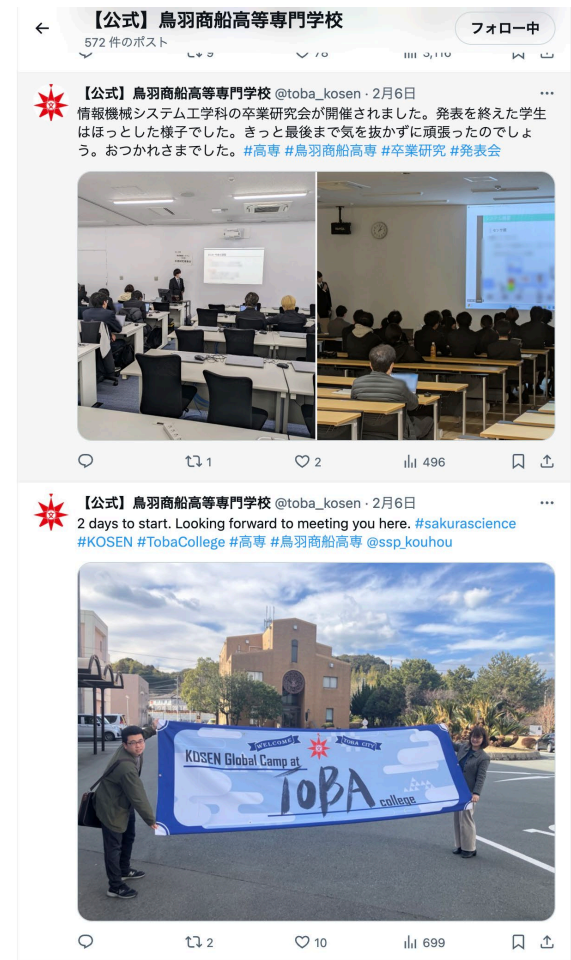 【公式】鳥羽商船高等専門学校
572 件のポスト
フォロー中
【公式】鳥羽商船高等専門学校 @toba_kosen · 2月6日
情報機械システム工学科の卒業研究会が開催されました。発表を終えた学生
はほっとした様子でした。きっと最後まで気を抜かずに頑張ったのでしょ
う。おつかれさまでした。#高専 #鳥羽商船高専 #卒業研究 #発表会
1
2
496
【公式】鳥羽商船高等専門学校 @toba_kosen · 2月6日
2 days to start. Looking forward to meeting you here. #sakurascience
#KOSEN #TobaCollege #高専 #鳥羽商船高専 @ssp_kouhou
WELCOME
TOBA CITY
KOSEN Global Camp at
TOBA
college
2
10
699